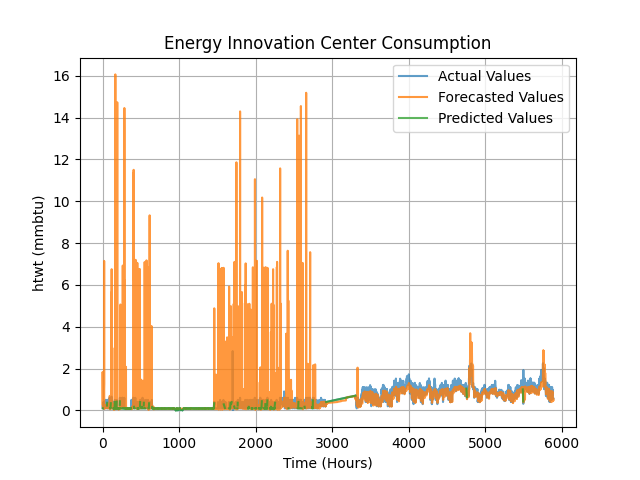 Energy Innovation Center Consumption
Actual Values
Forecasted Values
Predicted Values
htwt (mmbtu)
16
14
12
10
8
6
4
2
0
0 1000 2000 3000 4000 5000 6000
Time (Hours)